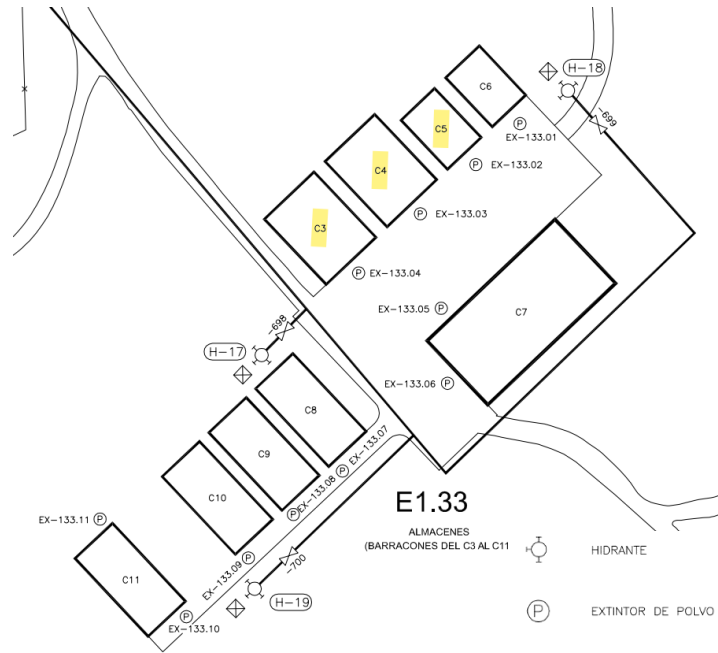 H-18
C6
-699
C5
EX-133.01
EX-133.02
C4
EX-133.03
C3
EX-133.04
EX-133.05
C7
-698
H-17
EX-133.06
C8
EX-133.07
C9
EX-133.08
C10
E1.33
EX-133.11
ALMACENES
(BARRACONES DEL C3 AL C11
HIDRANTE
-700
EX-133.09
C11
H-19
P EXTINTOR DE POLVO
EX-133.10
P
P
P
P
P
P
P
P
P
P
P